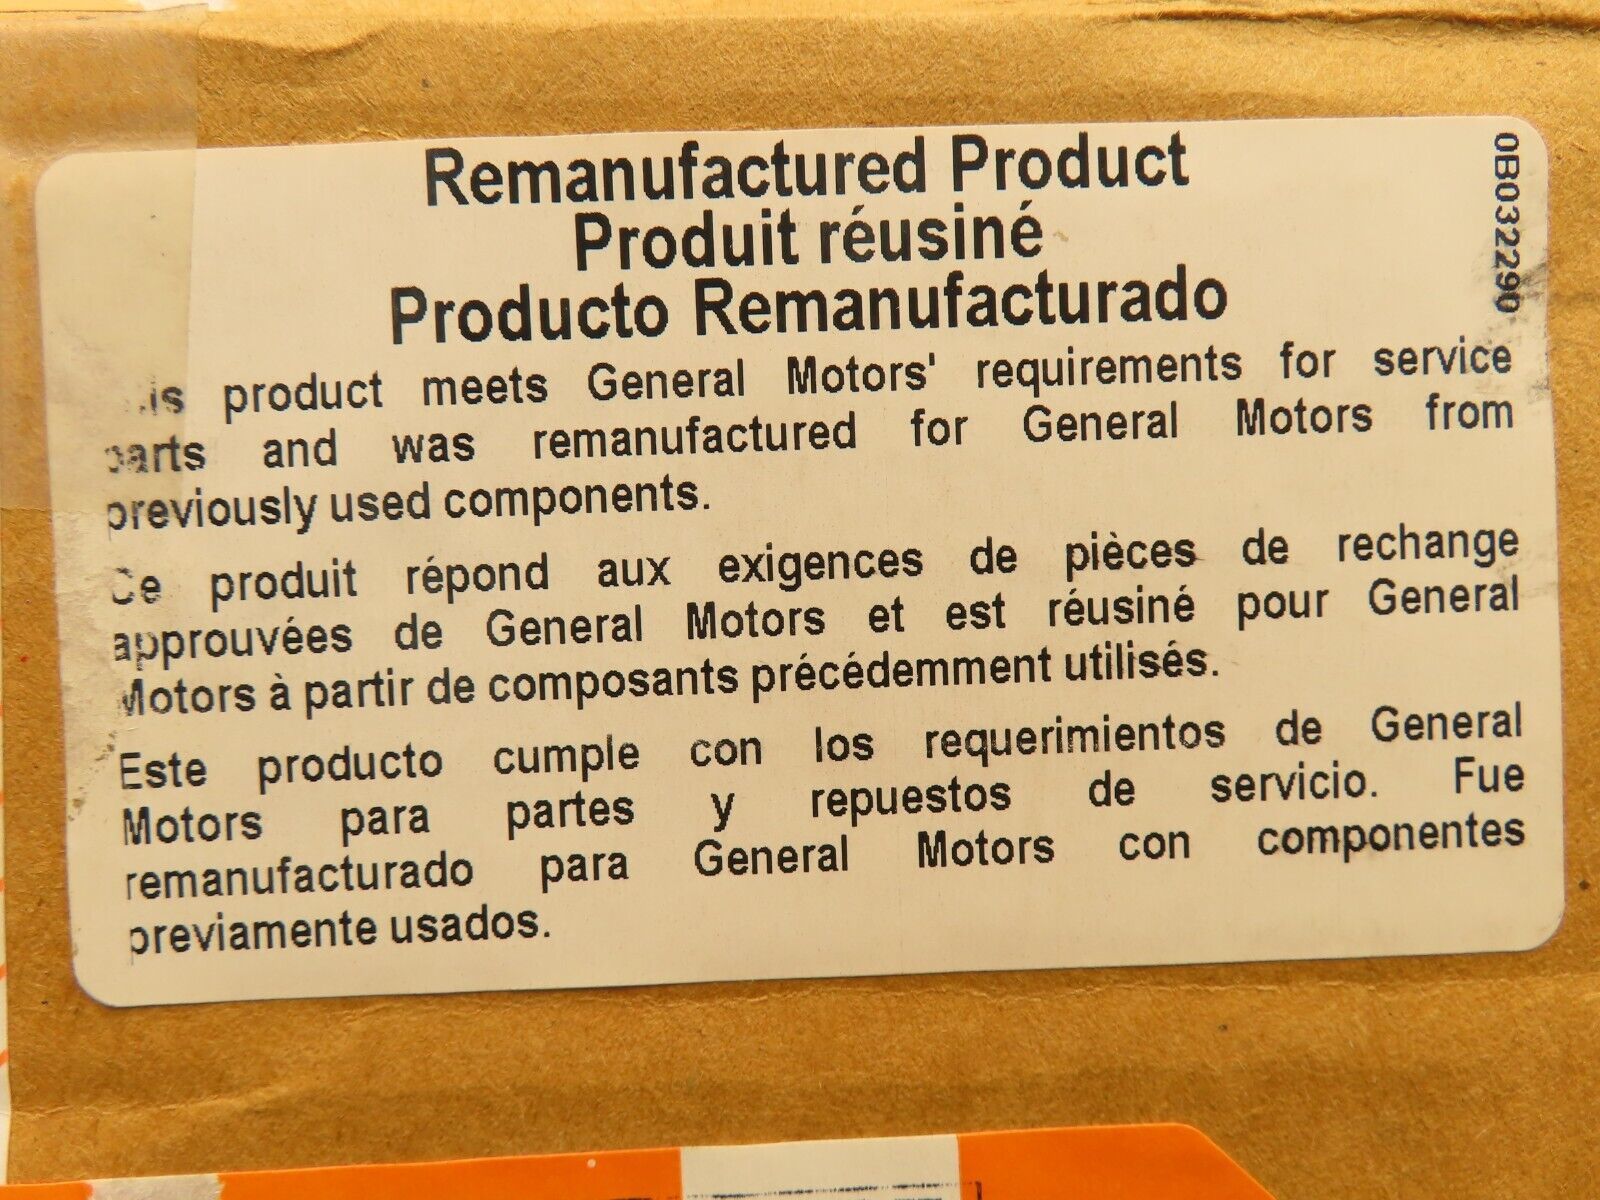 Remanufactured Product
Produit réusiné
Producto Remanufacturado
0B032290
product meets General Motors' requirements for service
parts and was remanufactured for General Motors from
previously used components.
Ce produit répond aux exigences de pièces de rechange
approuvées de General Motors et est réusiné pour General
Motors à partir de composants précédemment utilisés.
Este producto cumple con los requerimientos de General
Motors para partes y repuestos de servicio. Fue
remanufacturado para General Motors con componentes
previamente usados.